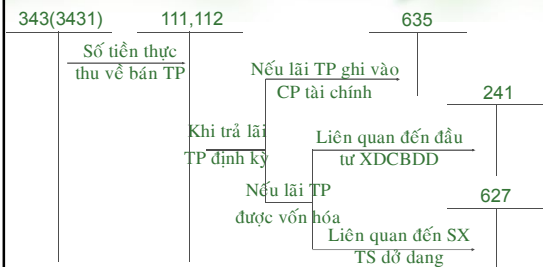 343(3431)
111,112
635
Số tiền thực
thu về bán TP
Nếu lãi TP ghi vào
CP tài chính
241
Khi trả lãi
TP định kỳ
Liên quan đến đầu
tư XDCBDD
Nếu lãi TP
được vốn hóa
627
Liên quan đến SX
TS dở dang